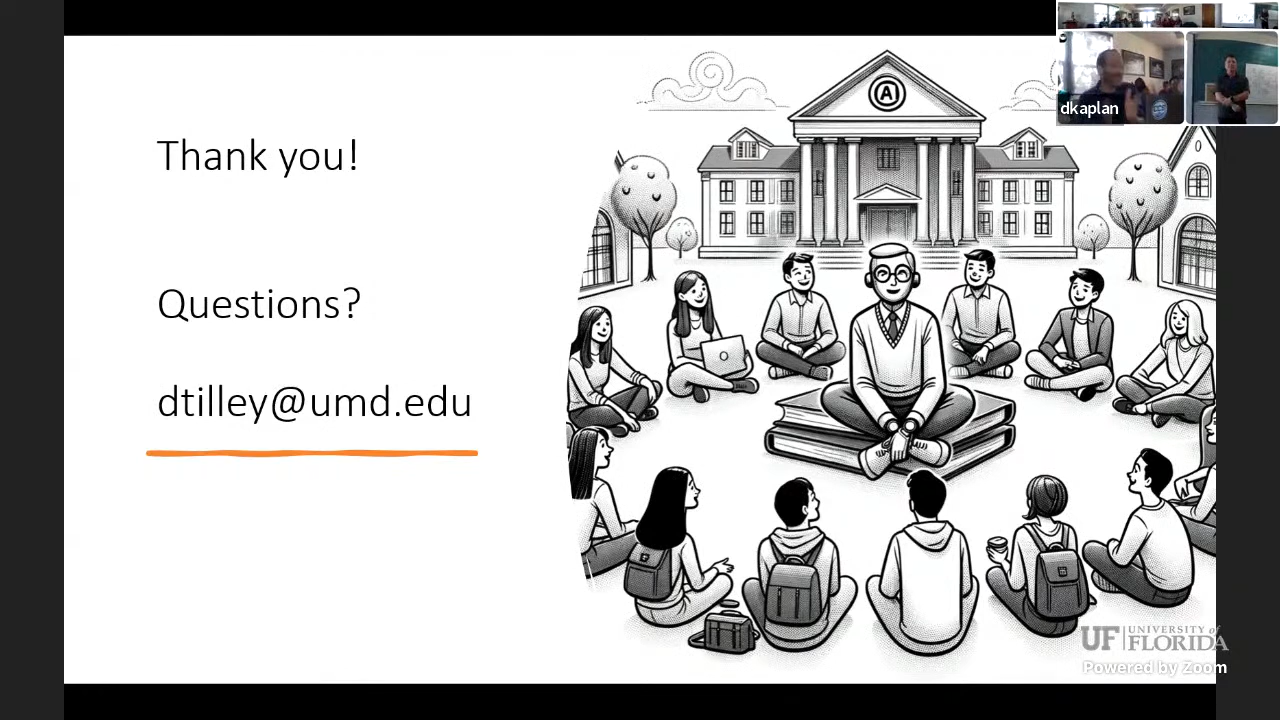 Thank you!
Questions?
dtilley@umd.edu
A
dkaplan
UF UNIVERSITY of
FLORIDA
Powered by Zoom